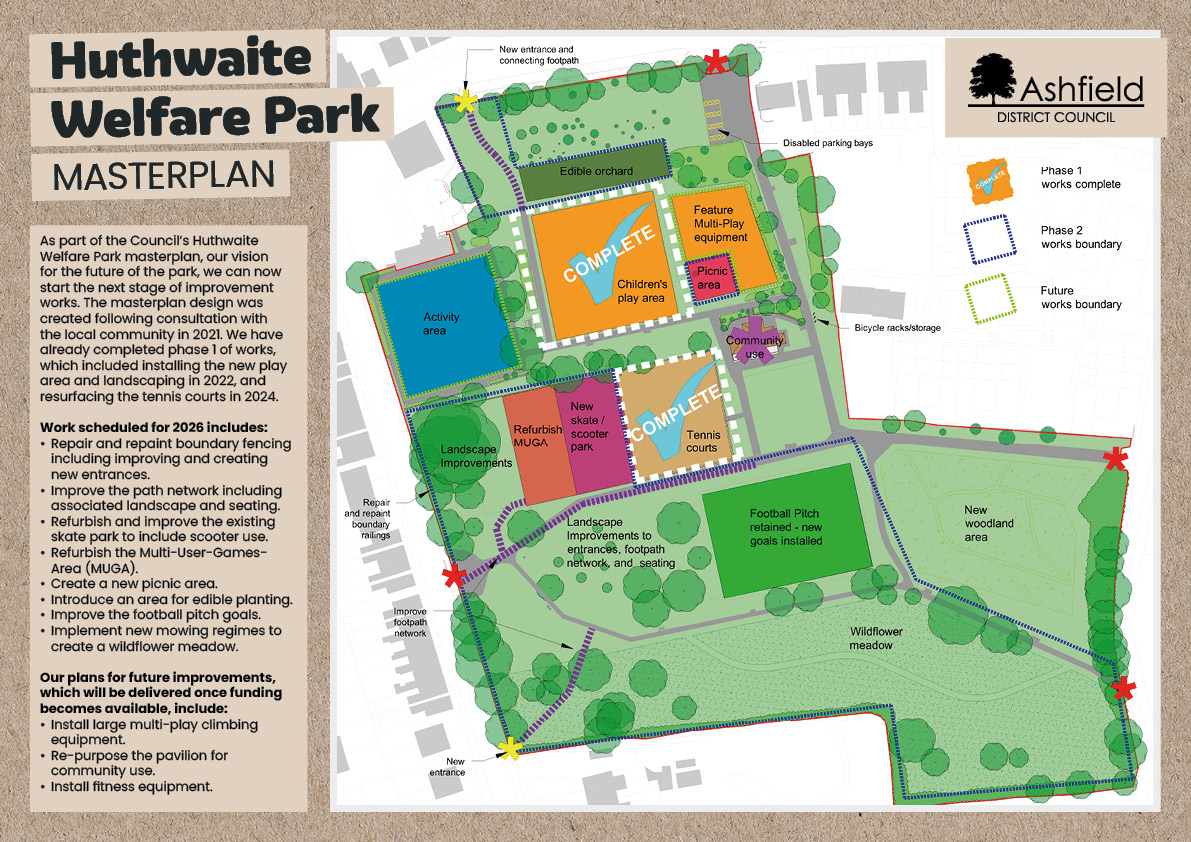 Huthwaite
Welfare Park
MASTERPLAN
As part of the Council's Huthwaite
Welfare Park masterplan, our vision
for the future of the park, we can now
start the next stage of improvement
works. The masterplan design was
created following consultation with
the local community in 2021. We have
already completed phase 1 of works,
which included installing the new play
area and landscaping in 2022, and
resurfacing the tennis courts in 2024.
Work scheduled for 2026 includes:
• Repair and repaint boundary fencing
including improving and creating
new entrances.
• Improve the path network including
associated landscape and seating.
• Refurbish and improve the existing
skate park to include scooter use.
• Refurbish the Multi-User-Games-
Area (MUGA).
• Create a new picnic area.
• Introduce an area for edible planting.
• Improve the football pitch goals.
• Implement new mowing regimes to
create a wildflower meadow.
Our plans for future improvements,
which will be delivered once funding
becomes available, include:
• Install large multi-play climbing
equipment.
• Re-purpose the pavilion for
community use.
• Install fitness equipment.
New entrance and
connecting footpath
Disabled parking bays
Edible orchard
Feature
Multi-Play
equipment
COMPLETE
Children's
play area
Picnic
area
Activity
area
Bicycle racks/storage
Community
use
New
skate /
scooter
park
Refurbish
MUGA
COMPLETE
Tennis
courts
Landscape
Improvements
Repair
and repaint
boundary
railings
Landscape
Improvements to
entrances, footpath
network, and seating
Football Pitch
retained - new
goals installed
New
woodland
area
Improve
footpath
network
Wildflower
meadow
New
entrance
Ashfield
DISTRICT COUNCIL
COMPLETE
Phase 1
works complete
Phase 2
works boundary
Future
works boundary